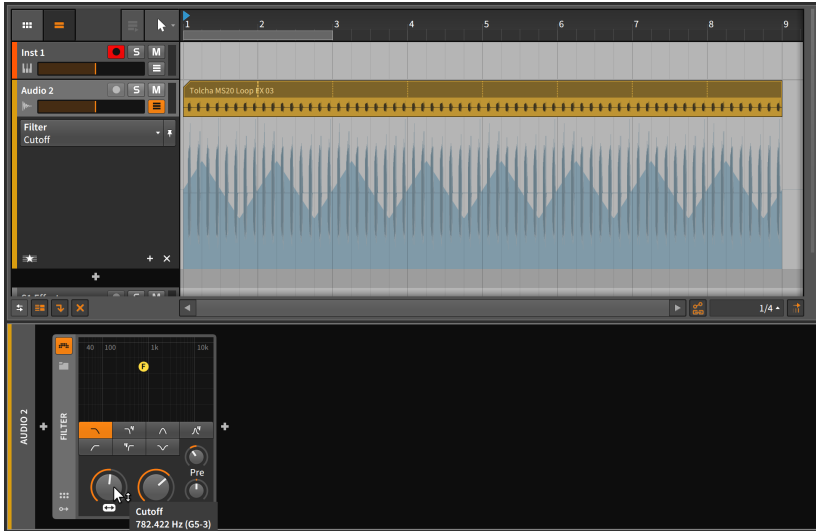 1 2 3 4 5 6 7 8 9
Inst 1 S M
Audio 2 S M
Tolcha MS20 Loop FX 03
Filter
Cutoff
1/4
40 100 1k 10k
F
AUDIO 2
FILTER
Pre
Cutoff
782.422 Hz (G5-3)